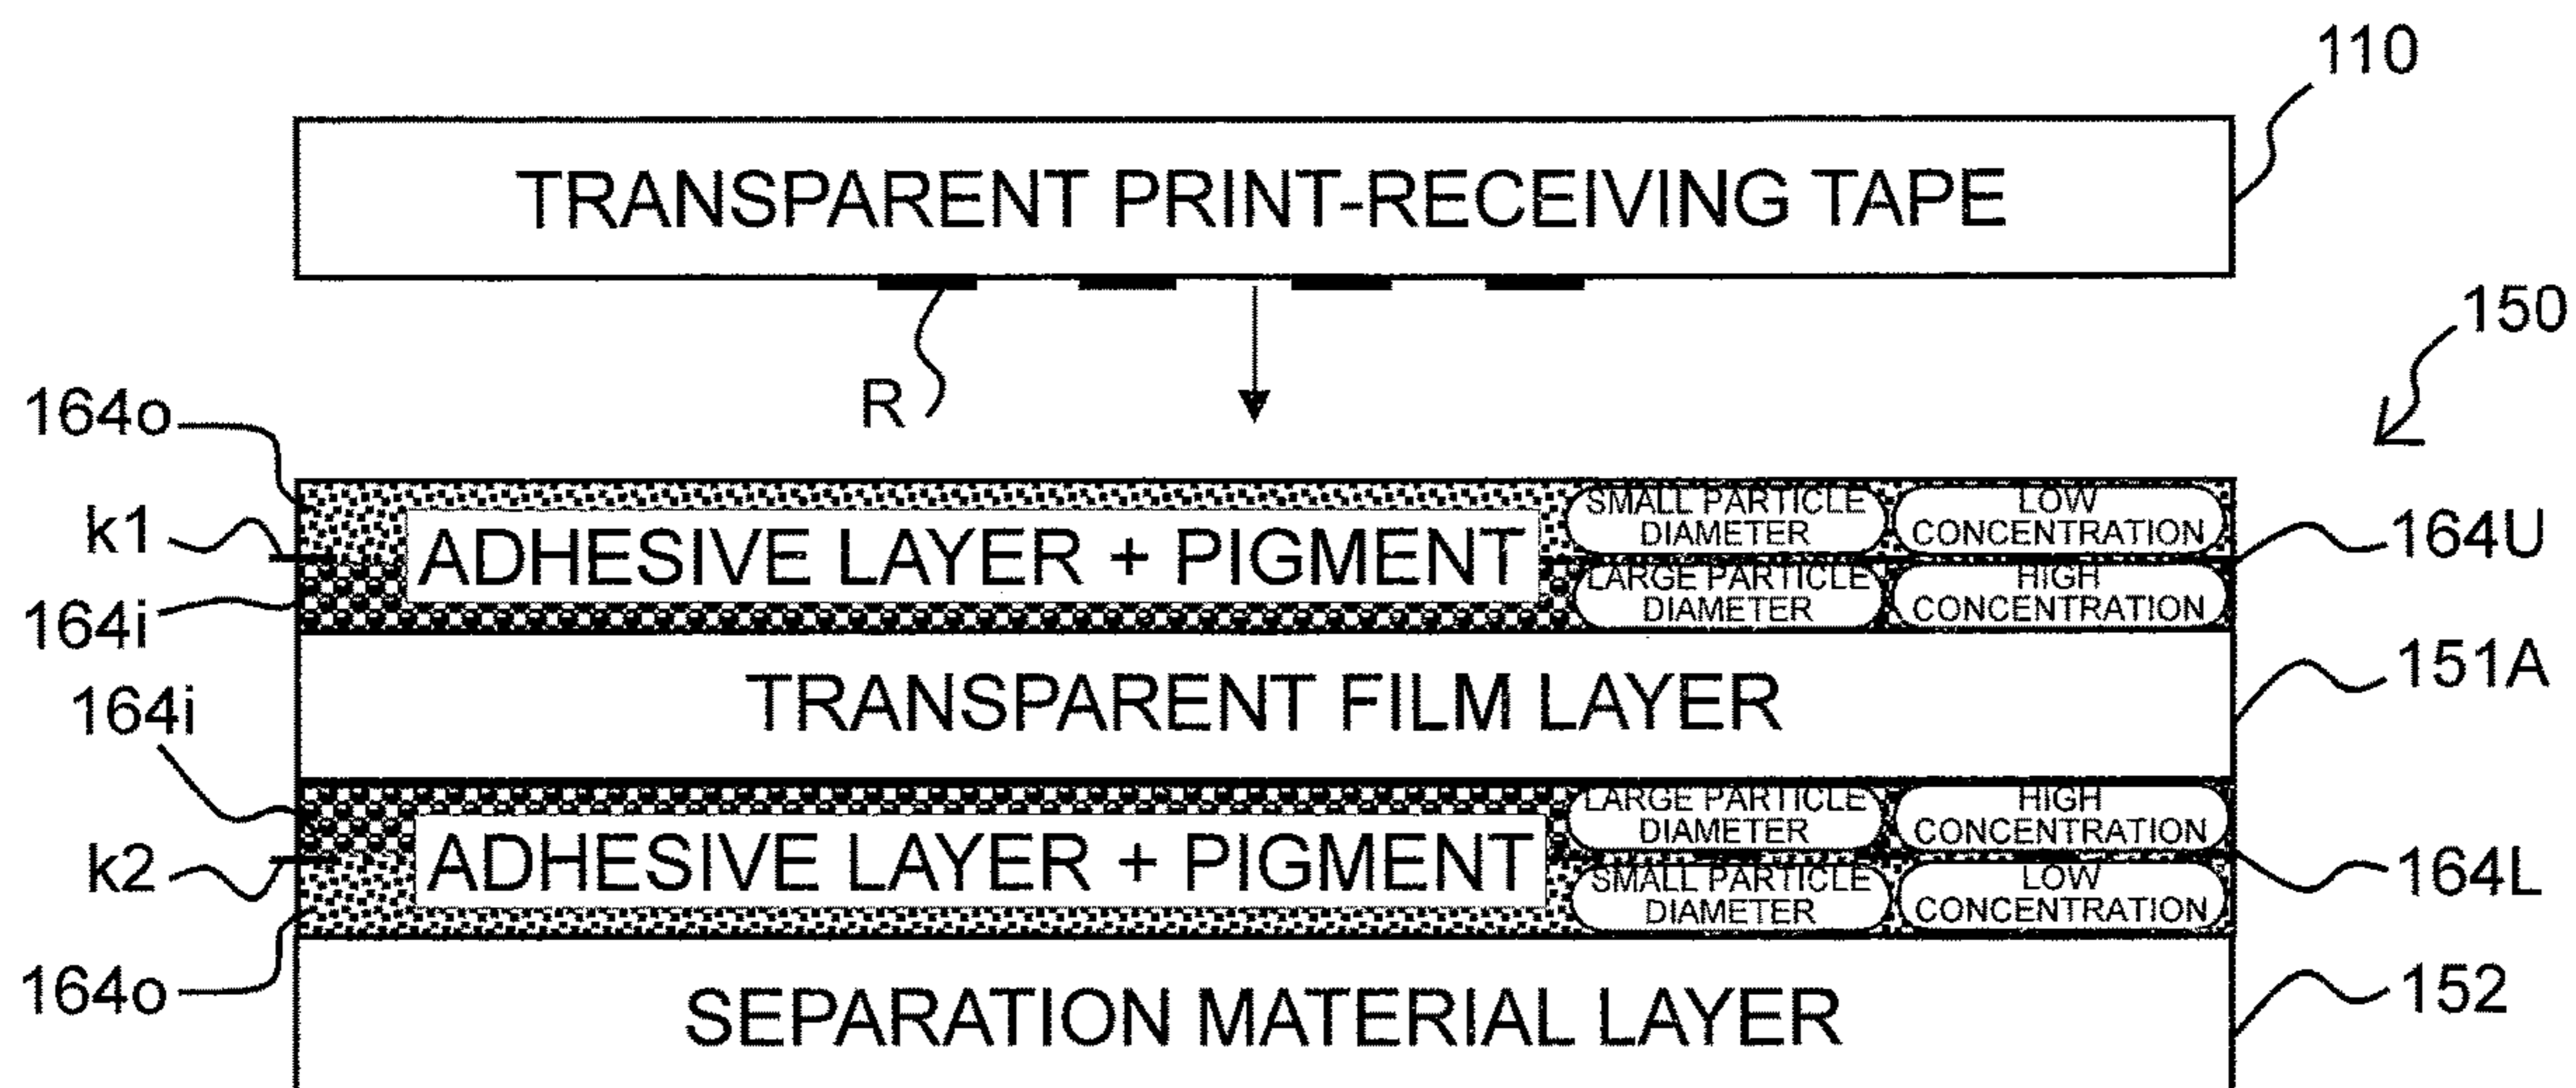 110
TRANSPARENT PRINT-RECEIVING TAPE
150
R
164o
k1
164i
ADHESIVE LAYER + PIGMENT
SMALL PARTICLE
DIAMETER
LOW
CONCENTRATION
LARGE PARTICLE
DIAMETER
HIGH
CONCENTRATION
164U
TRANSPARENT FILM LAYER
151A
164i
k2
164o
ADHESIVE LAYER + PIGMENT
LARGE PARTICLE
DIAMETER
HIGH
CONCENTRATION
SMALL PARTICLE
DIAMETER
LOW
CONCENTRATION
164L
SEPARATION MATERIAL LAYER
152